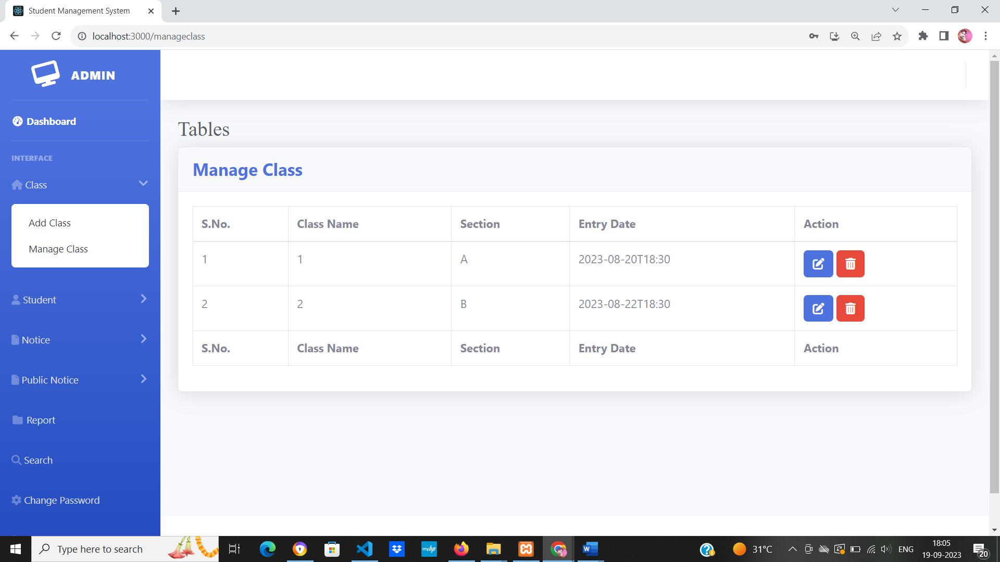 Student Management System
localhost:3000/manageclass
ADMIN
Dashboard
INTERFACE
Class
Add Class
Manage Class
Student
Notice
Public Notice
Report
Search
Change Password
Tables
Manage Class
S.No. Class Name Section Entry Date Action
1 1 A 2023-08-20T18:30
2 2 B 2023-08-22T18:30
S.No. Class Name Section Entry Date Action
Type here to search
myhp
W
31°C
ENG
18:05
19-09-2023
20